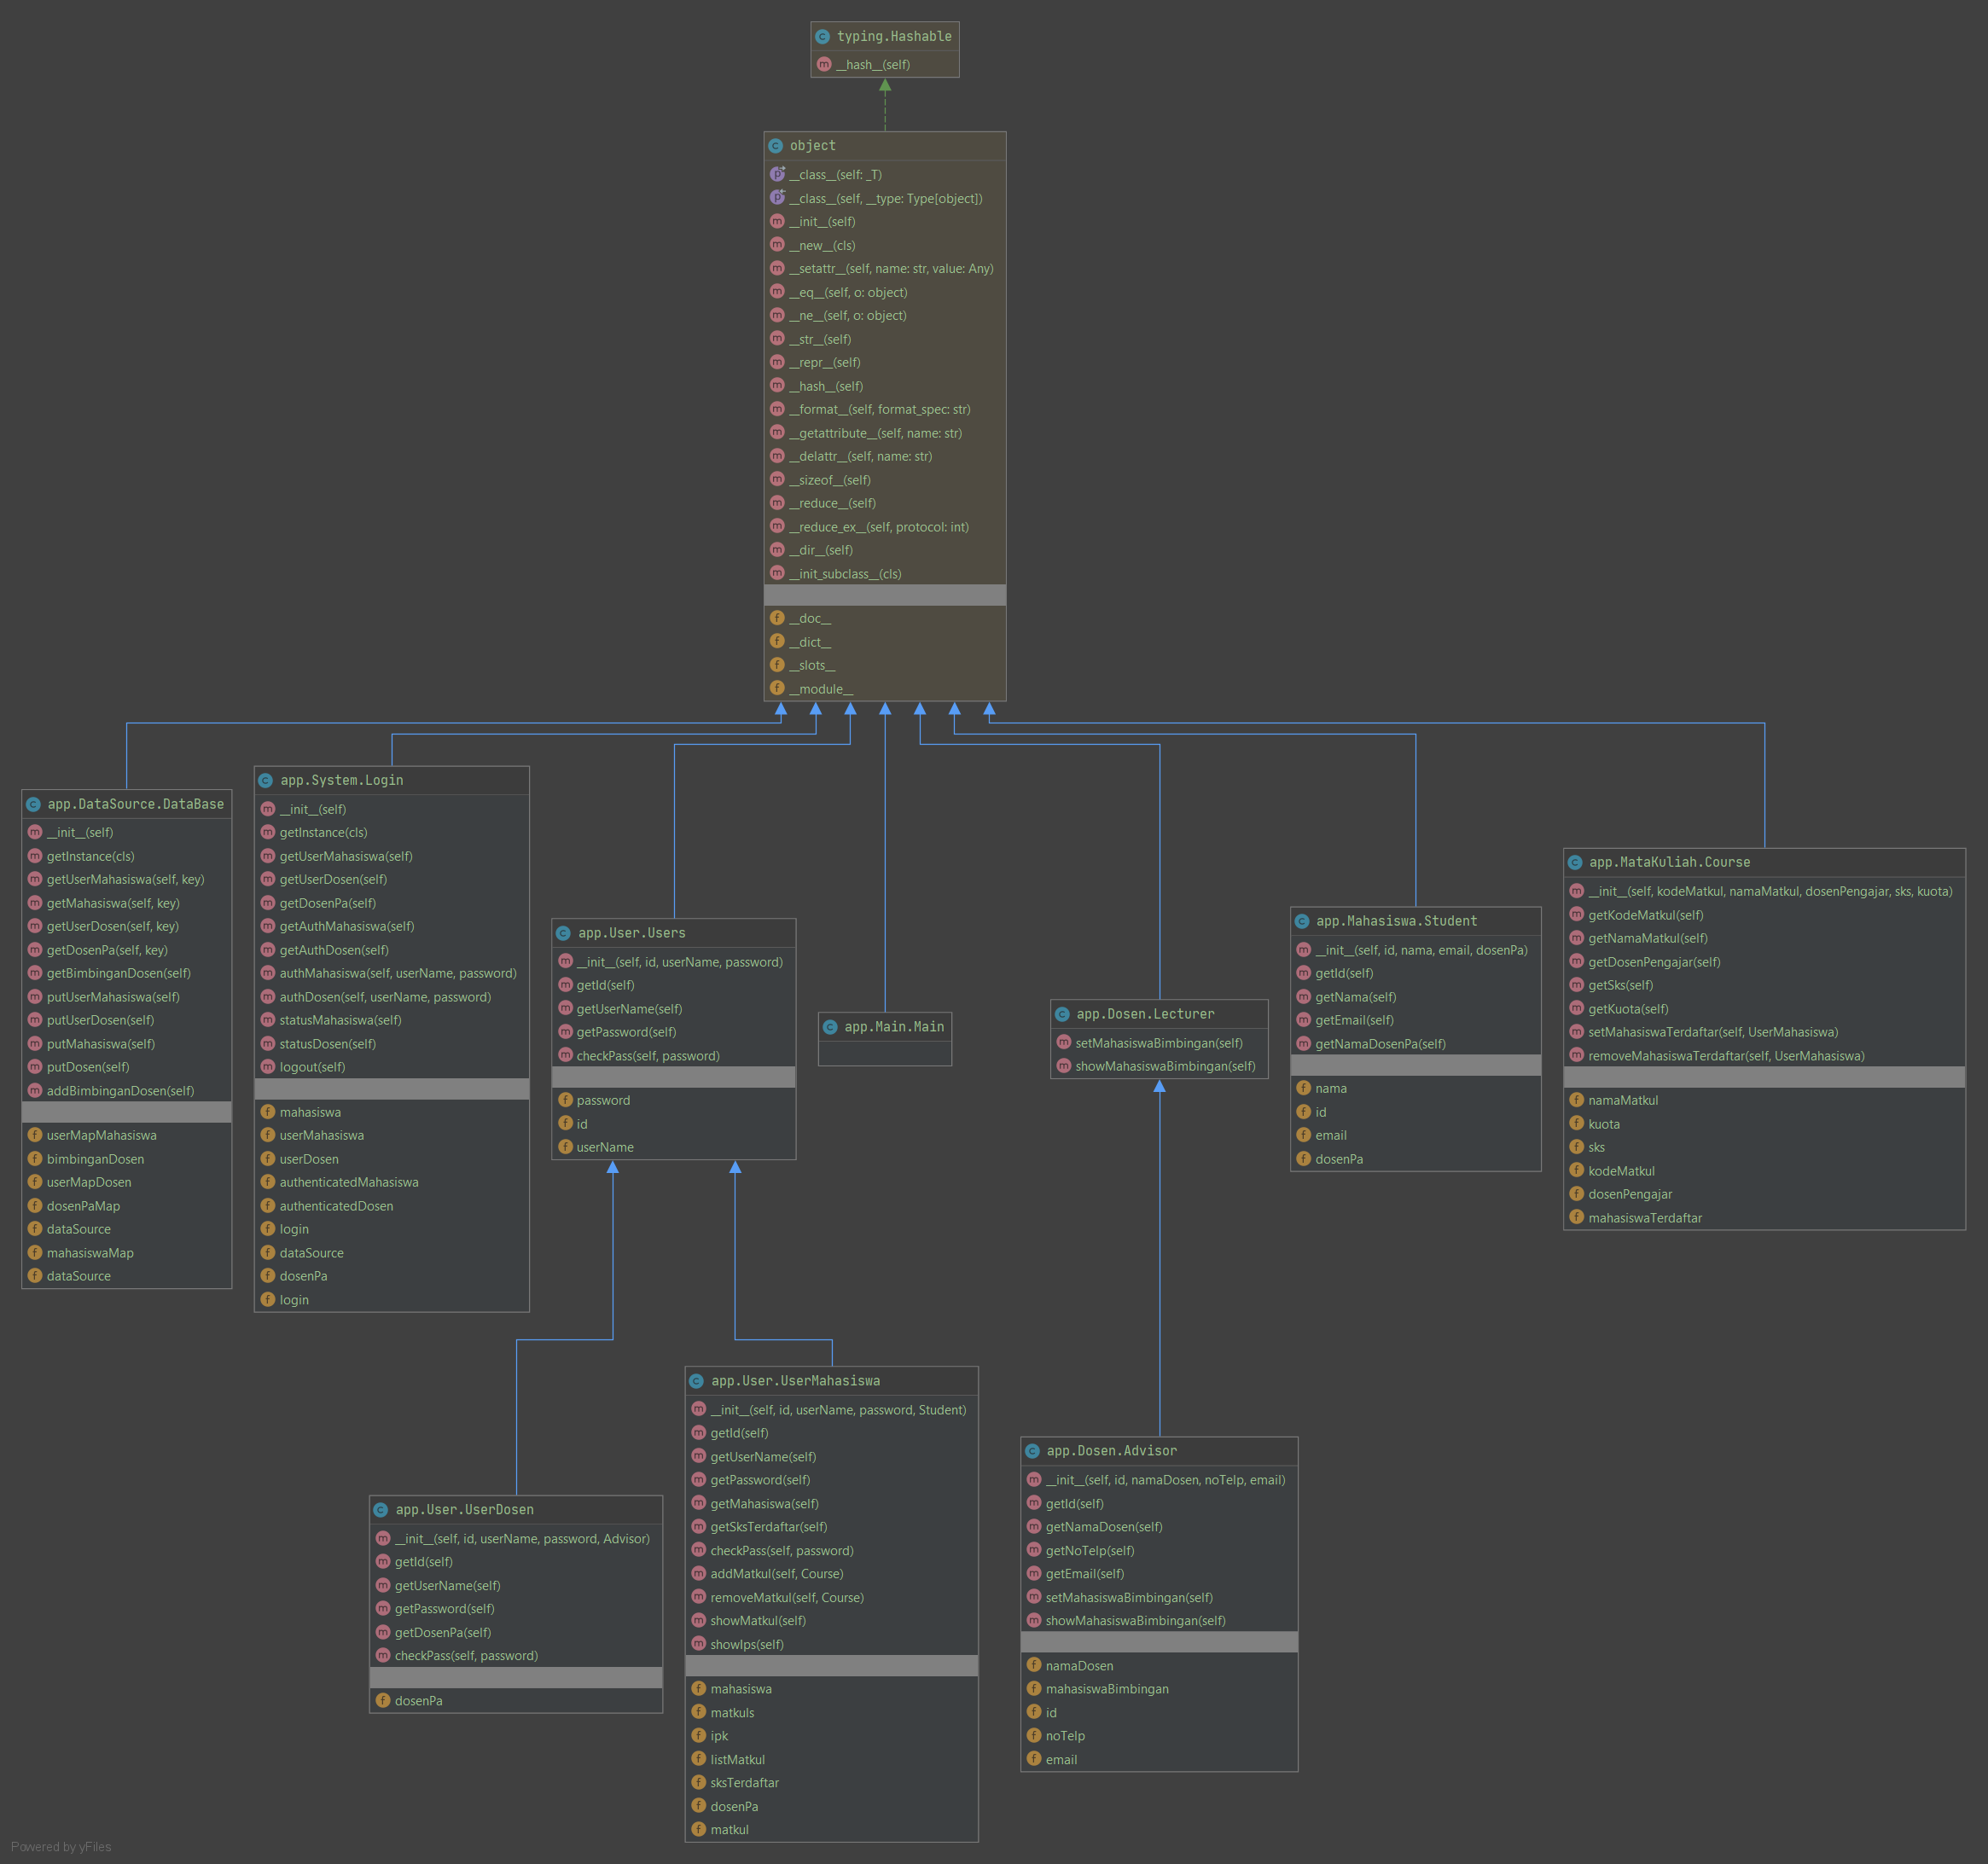 typing.Hashable
__hash__(self)
object
__class__(self: _T)
__class__(self, __type: Type[object])
__init__(self)
__new__(cls)
__setattr__(self, name: str, value: Any)
__eq__(self, o: object)
__ne__(self, o: object)
__str__(self)
__repr__(self)
__hash__(self)
__format__(self, format_spec: str)
__getattribute__(self, name: str)
__delattr__(self, name: str)
__sizeof__(self)
__reduce__(self)
__reduce_ex__(self, protocol: int)
__dir__(self)
__init_subclass__(cls)
__doc__
__dict__
__slots__
__module__
app.DataSource.DataBase
__init__(self)
getInstance(cls)
getUserMahasiswa(self, key)
getMahasiswa(self, key)
getUserDosen(self, key)
getDosenPa(self, key)
getBimbinganDosen(self)
putUserMahasiswa(self)
putUserDosen(self)
putMahasiswa(self)
putDosen(self)
addBimbinganDosen(self)
userMapMahasiswa
bimbinganDosen
userMapDosen
dosenPaMap
dataSource
mahasiswaMap
dataSource
app.System.Login
__init__(self)
getInstance(cls)
getUserMahasiswa(self)
getUserDosen(self)
getDosenPa(self)
getAuthMahasiswa(self)
getAuthDosen(self)
authMahasiswa(self, userName, password)
authDosen(self, userName, password)
statusMahasiswa(self)
statusDosen(self)
logout(self)
mahasiswa
userMahasiswa
userDosen
authenticatedMahasiswa
authenticatedDosen
login
dataSource
dosenPa
login
app.User.Users
__init__(self, id, userName, password)
getId(self)
getUserName(self)
getPassword(self)
checkPass(self, password)
password
id
userName
app.Main.Main
app.Dosen.Lecturer
setMahasiswaBimbingan(self)
showMahasiswaBimbingan(self)
app.Mahasiswa.Student
__init__(self, id, nama, email, dosenPa)
getId(self)
getNama(self)
getEmail(self)
getNamaDosenPa(self)
nama
id
email
dosenPa
app.MataKuliah.Course
__init__(self, kodeMatkul, namaMatkul, dosenPengajar, sks, kuota)
getKodeMatkul(self)
getNamaMatkul(self)
getDosenPengajar(self)
getSks(self)
getKuota(self)
setMahasiswaTerdaftar(self, UserMahasiswa)
removeMahasiswaTerdaftar(self, UserMahasiswa)
namaMatkul
kuota
sks
kodeMatkul
dosenPengajar
mahasiswaTerdaftar
app.User.UserDosen
__init__(self, id, userName, password, Advisor)
getId(self)
getUserName(self)
getPassword(self)
getDosenPa(self)
checkPass(self, password)
dosenPa
app.User.UserMahasiswa
__init__(self, id, userName, password, Student)
getId(self)
getUserName(self)
getPassword(self)
getMahasiswa(self)
getSksTerdaftar(self)
checkPass(self, password)
addMatkul(self, Course)
removeMatkul(self, Course)
showMatkul(self)
showIps(self)
mahasiswa
matkuls
ipk
listMatkul
sksTerdaftar
dosenPa
matkul
app.Dosen.Advisor
__init__(self, id, namaDosen, noTelp, email)
getId(self)
getNamaDosen(self)
getNoTelp(self)
getEmail(self)
setMahasiswaBimbingan(self)
showMahasiswaBimbingan(self)
namaDosen
mahasiswaBimbingan
id
noTelp
email
Powered by yFiles